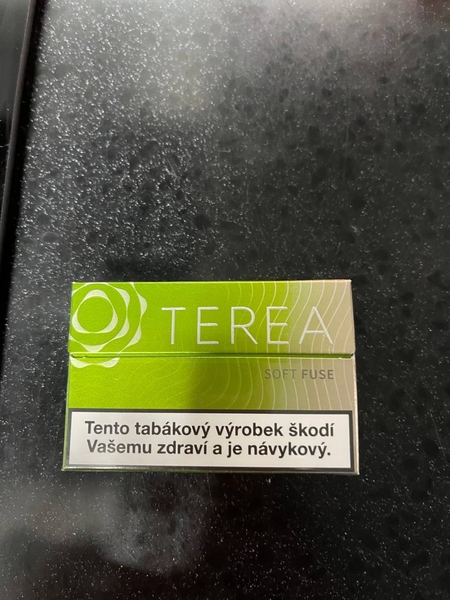 TEREA
SOFT FUSE
Tento tabákový výrobek škodí
Vašemu zdraví a je návykový.